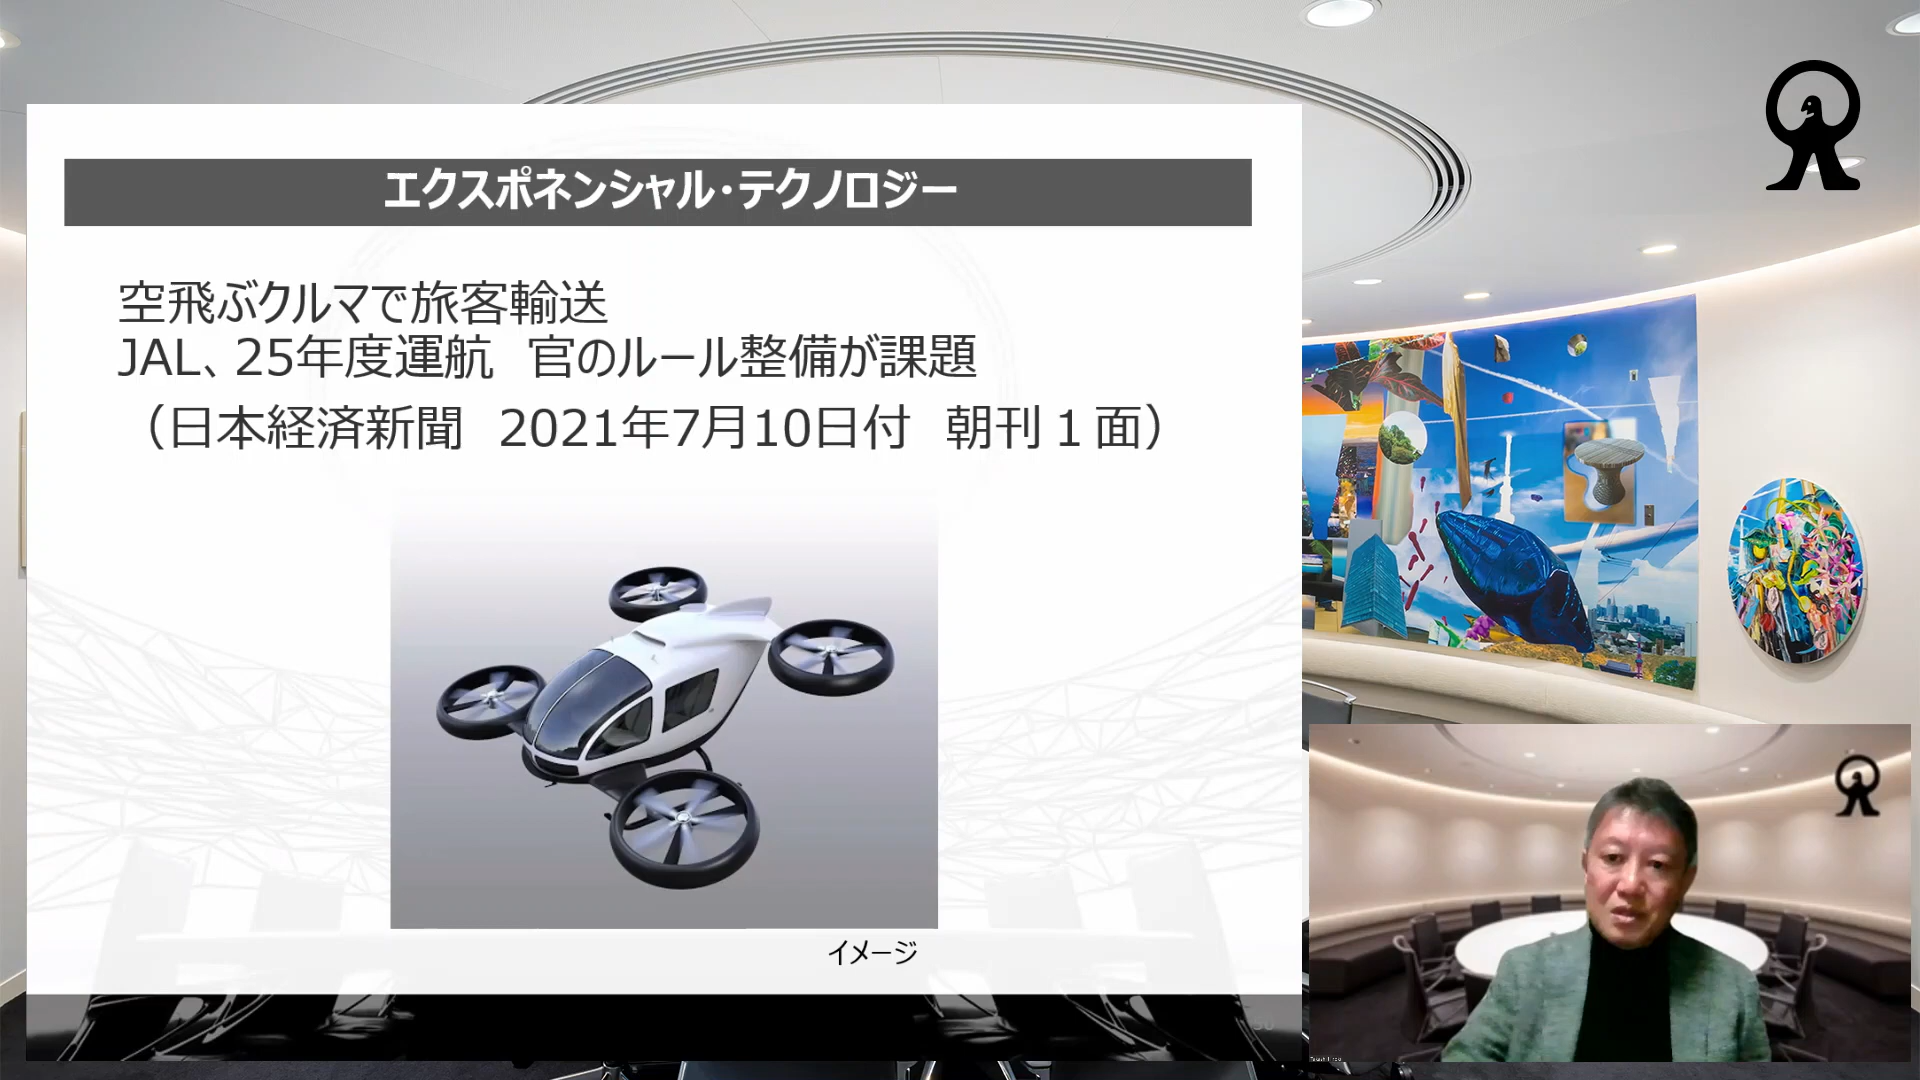 エクスポネンシャル・テクノロジー
空飛ぶクルマで旅客輸送
JAL、25年度運航　官のルール整備が課題
（日本経済新聞　2021年7月10日付　朝刊１面）
イメージ